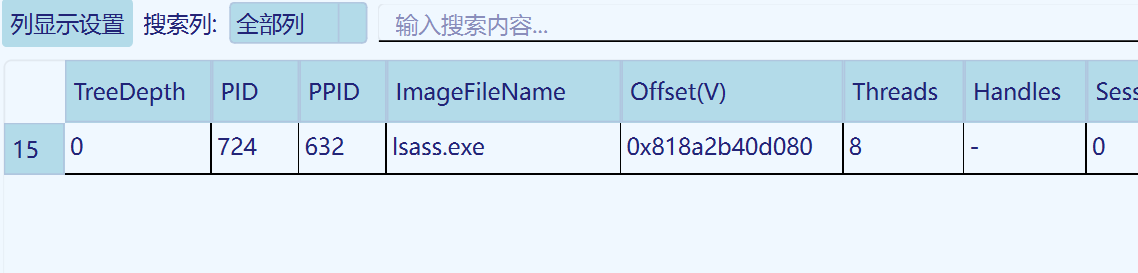 列显示设置 搜索列: 全部列 输入搜索内容...
TreeDepth PID PPID ImageFileName Offset(V) Threads Handles Sess
15 0 724 632 lsass.exe 0x818a2b40d080 8 - 0